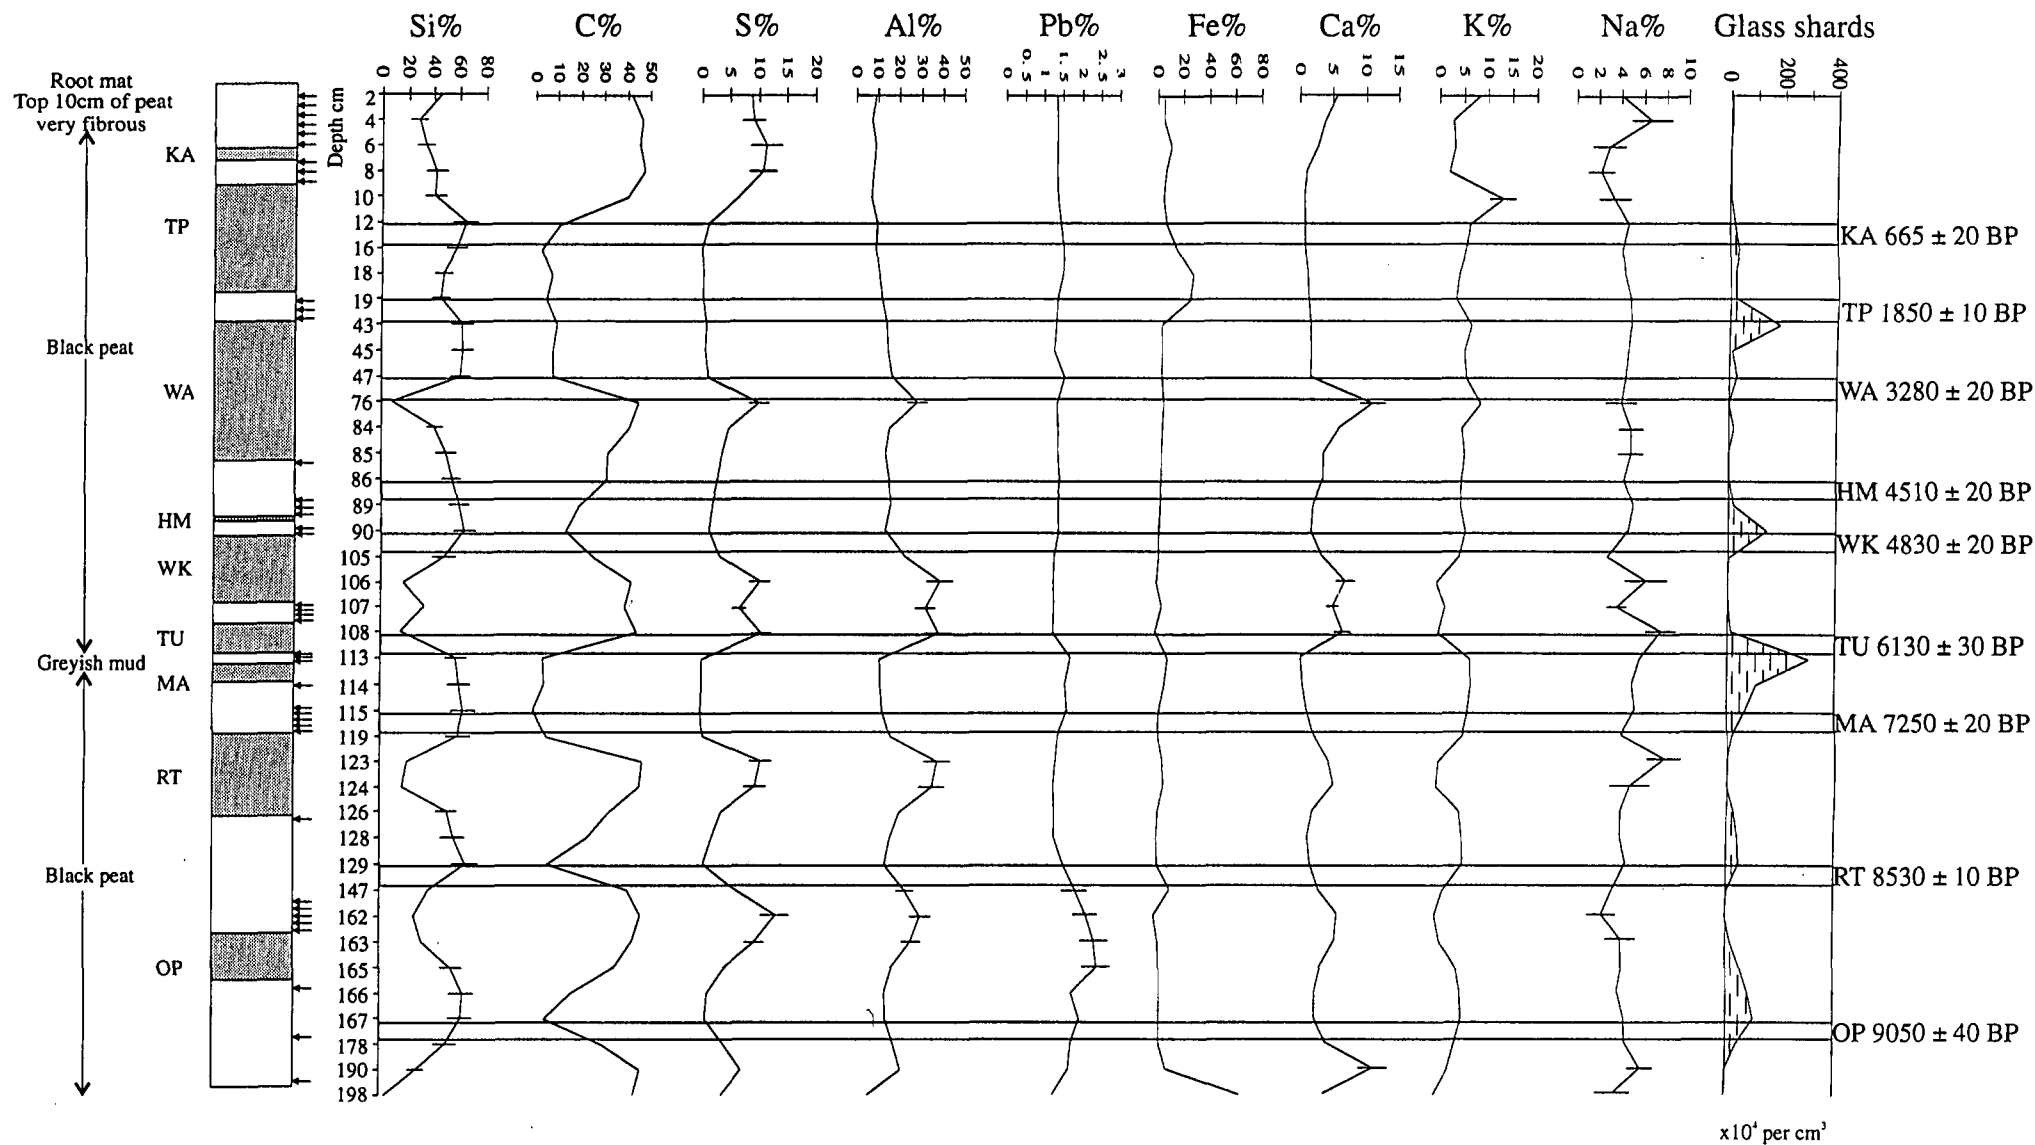 Si% C% S% Al% Pb% Fe% Ca% K% Na% Glass shards
0 20 40 60 80
0 10 20 30 40 50
0 5 10 15 20
0 10 20 30 40 50
0 .5 1 1.5 2 2.5 3
0 20 40 60 80
0 5 10 15
0 5 10 15 20
0 2 4 6 8 10
0 200 400
Root mat
Top 10cm of peat
very fibrous
Black peat
Greyish mud
Black peat
KA
TP
WA
HM
WK
TU
MA
RT
OP
Depth cm
2
4
6
8
10
12
16
18
19
43
45
47
76
84
85
86
89
90
105
106
107
108
113
114
115
119
123
124
126
128
129
147
162
163
165
166
167
178
190
198
KA 665 ± 20 BP
TP 1850 ± 10 BP
WA 3280 ± 20 BP
HM 4510 ± 20 BP
WK 4830 ± 20 BP
TU 6130 ± 30 BP
MA 7250 ± 20 BP
RT 8530 ± 10 BP
OP 9050 ± 40 BP
x10⁴ per cm³